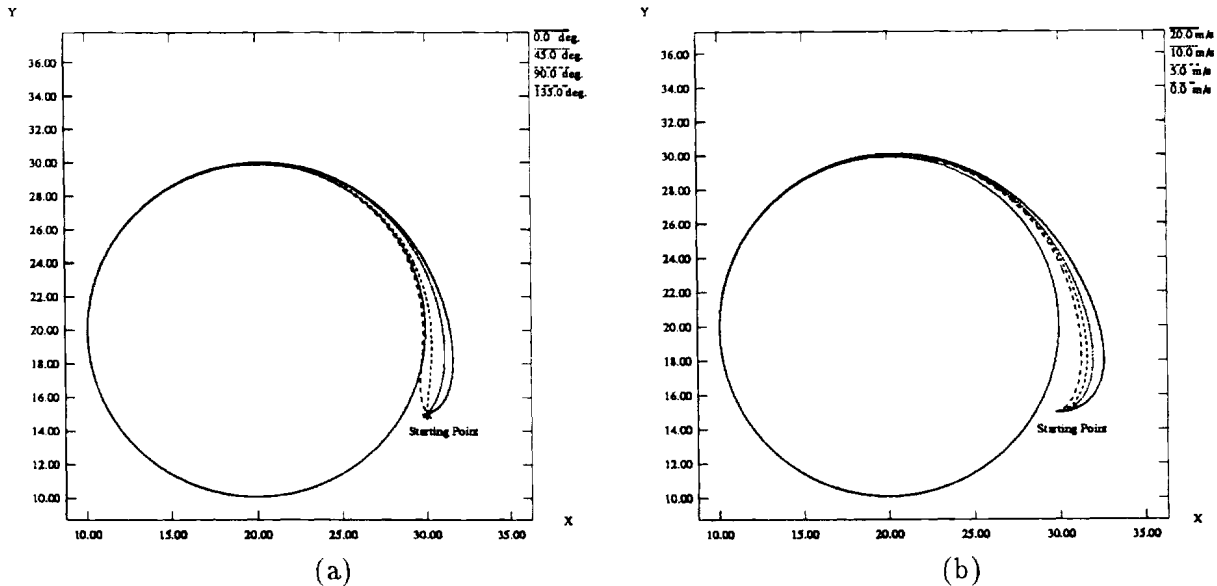 Y
0.0 deg.
45.0 deg.
90.0 deg.
135.0 deg.
36.00
34.00
32.00
30.00
28.00
26.00
24.00
22.00
20.00
18.00
16.00
14.00
12.00
10.00
Starting Point
X
10.00 15.00 20.00 25.00 30.00 35.00
(a)
Y
20.0 m/s
10.0 m/s
5.0 m/s
0.0 m/s
36.00
34.00
32.00
30.00
28.00
26.00
24.00
22.00
20.00
18.00
16.00
14.00
12.00
10.00
Starting Point
X
10.00 15.00 20.00 25.00 30.00 35.00
(b)